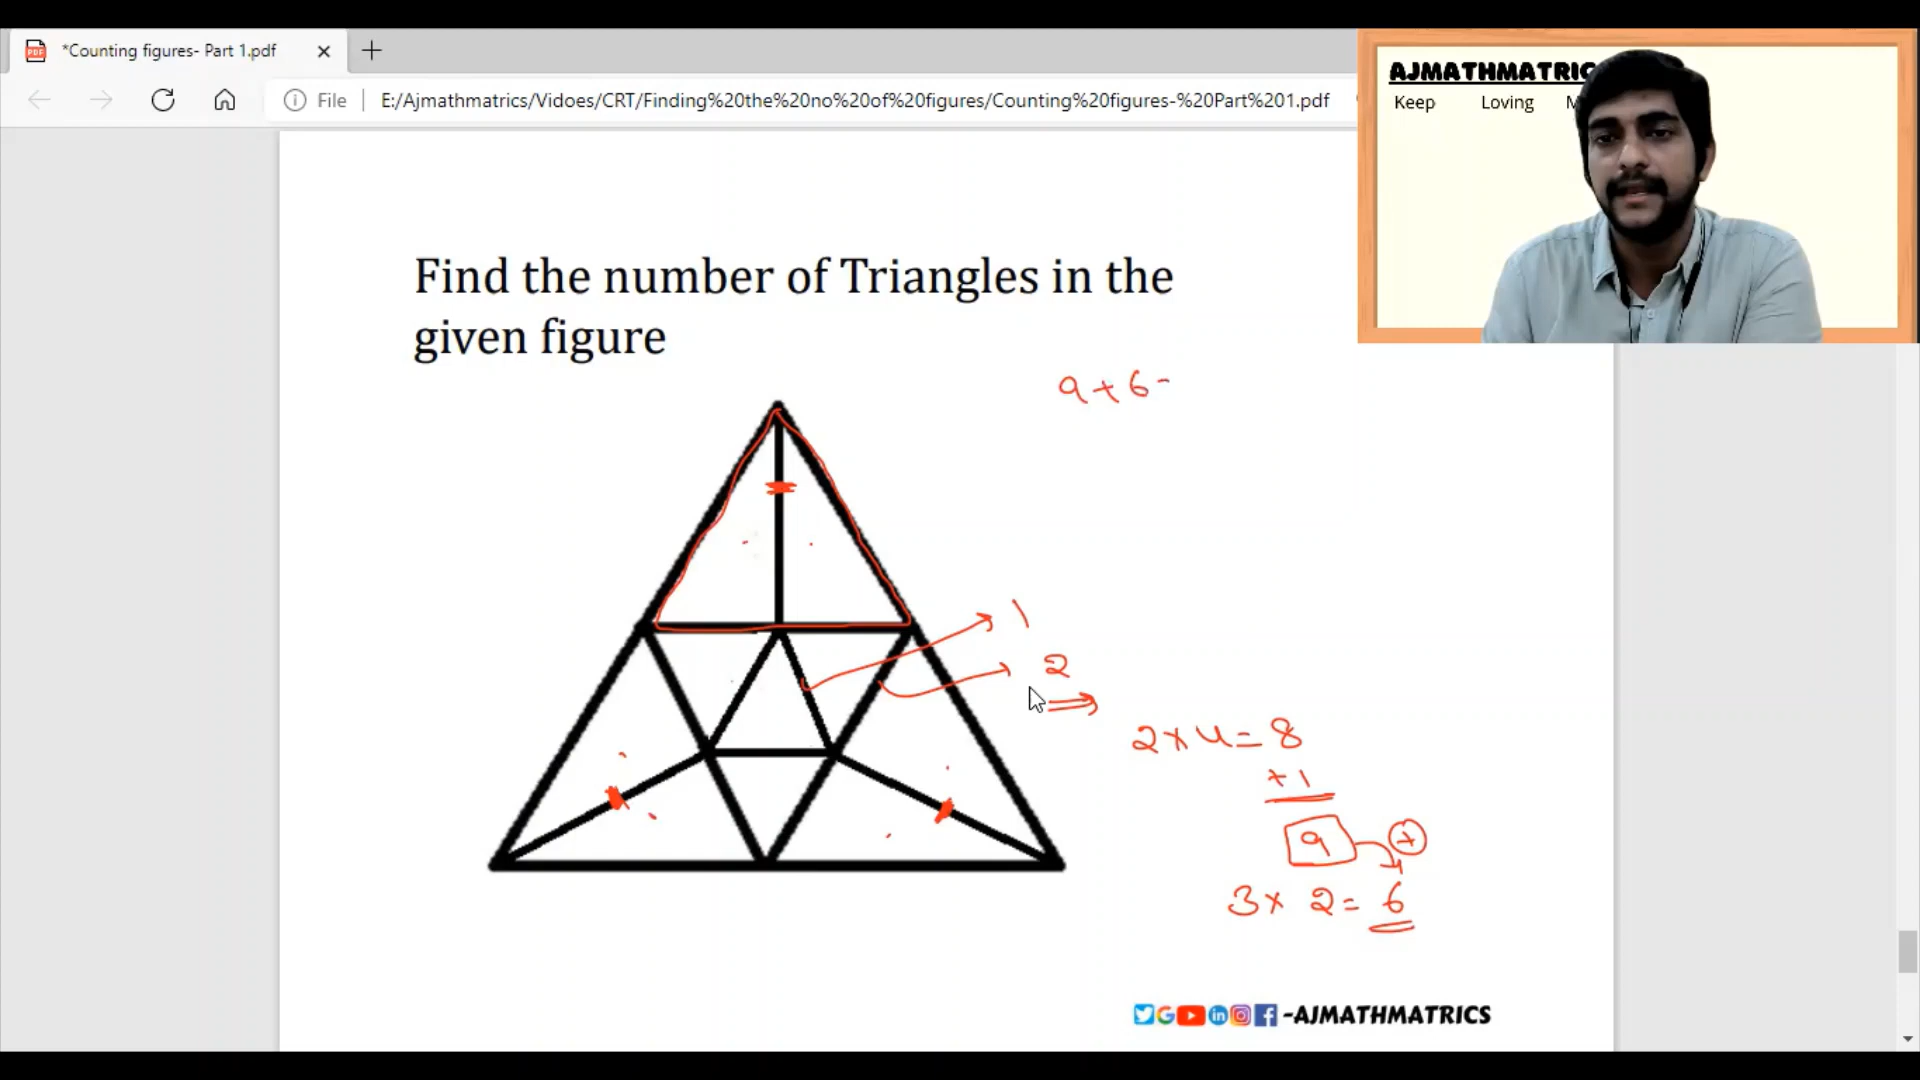 *Counting figures- Part 1.pdf
File
E:/Ajmathmatrics/Vidoes/CRT/Finding%20the%20no%20of%20figures/Counting%20figures-%20Part%201.pdf
AJMATHMATRIC
Keep Loving M
Find the number of Triangles in the
given figure
9+6-
1
2
2×4=8
+1
9 +
3× 2= 6
-AJMATHMATRICS